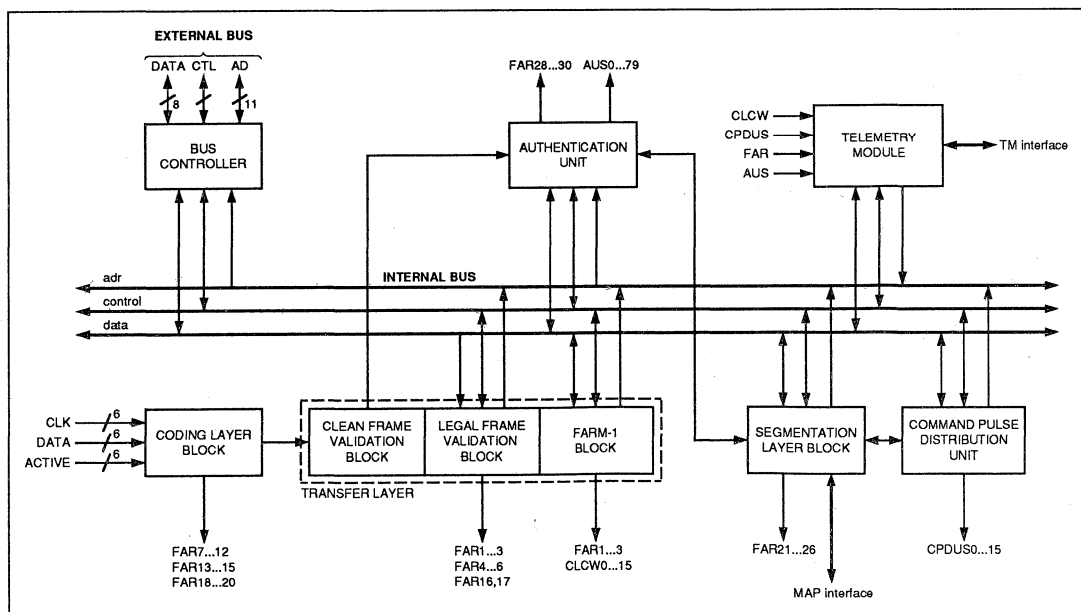 EXTERNAL BUS
DATA CTL AD
8
11
BUS
CONTROLLER
FAR28...30 AUS0...79
AUTHENTICATION
UNIT
CLCW
CPDUS
FAR
AUS
TELEMETRY
MODULE
TM interface
adr
INTERNAL BUS
control
data
CLK 6
DATA 6
ACTIVE 6
CODING LAYER
BLOCK
CLEAN FRAME
VALIDATION
BLOCK
LEGAL FRAME
VALIDATION
BLOCK
FARM-1
BLOCK
TRANSFER LAYER
SEGMENTATION
LAYER BLOCK
COMMAND PULSE
DISTRIBUTION
UNIT
FAR7...12
FAR13...15
FAR18...20
FAR1...3
FAR4...6
FAR16,17
FAR1...3
CLCW0...15
FAR21...26
MAP interface
CPDUS0...15